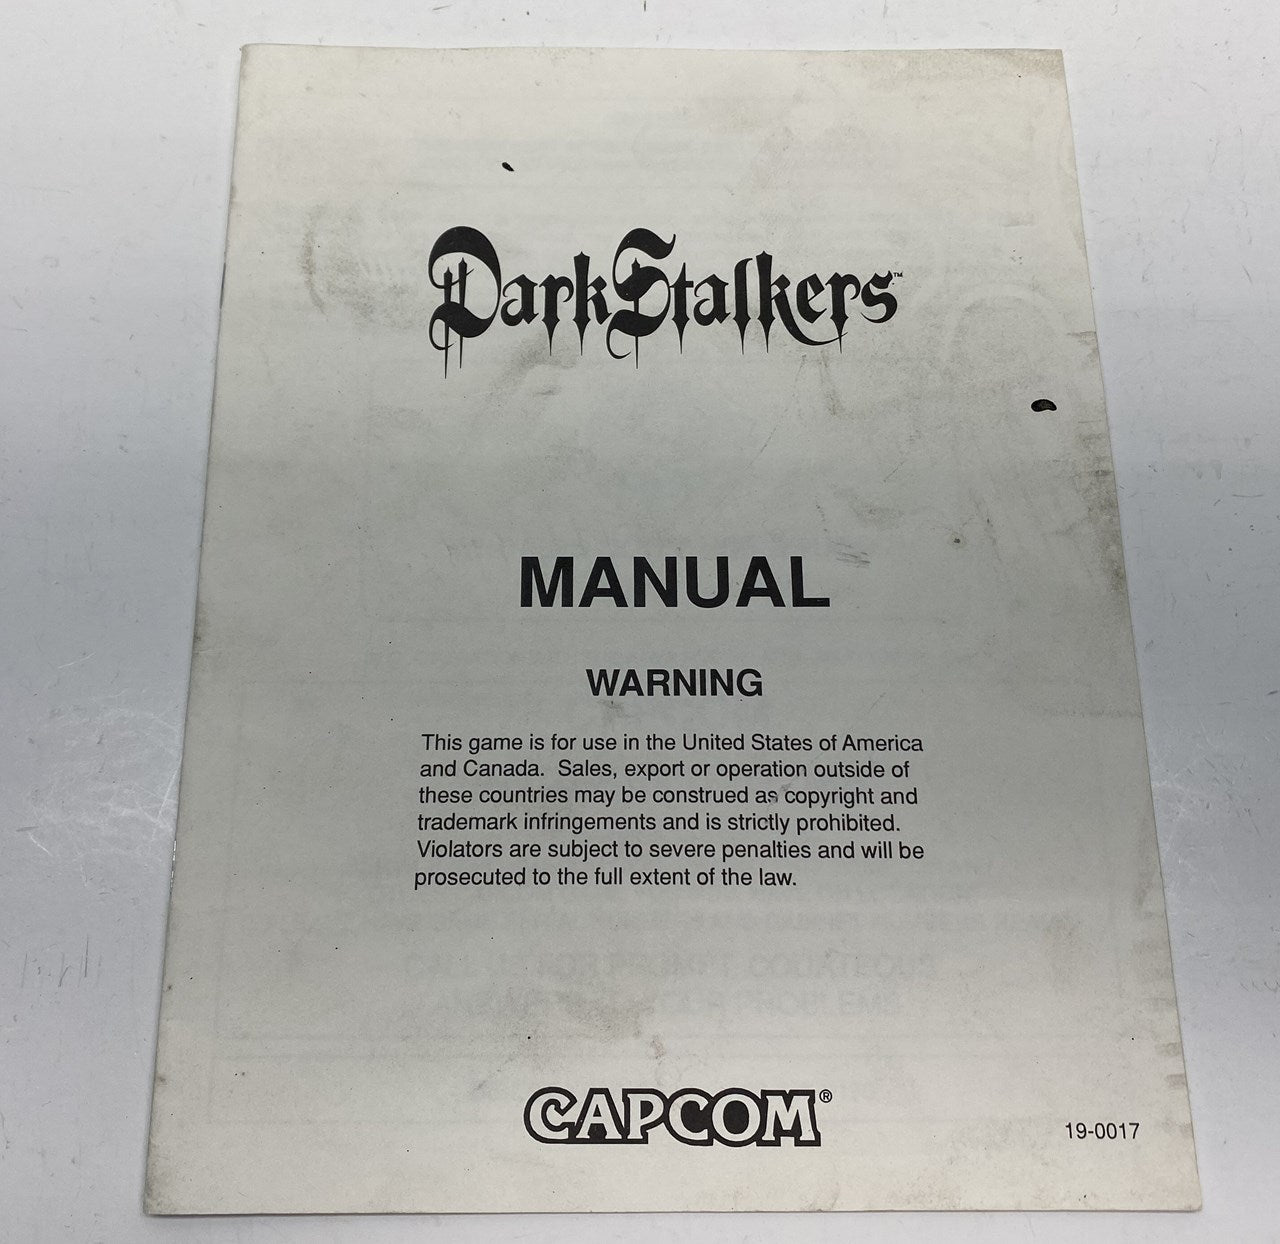 DarkStalkers™
MANUAL
WARNING
This game is for use in the United States of America
and Canada.  Sales, export or operation outside of
these countries may be construed as copyright and
trademark infringements and is strictly prohibited.
Violators are subject to severe penalties and will be
prosecuted to the full extent of the law.
CAPCOM®
19-0017